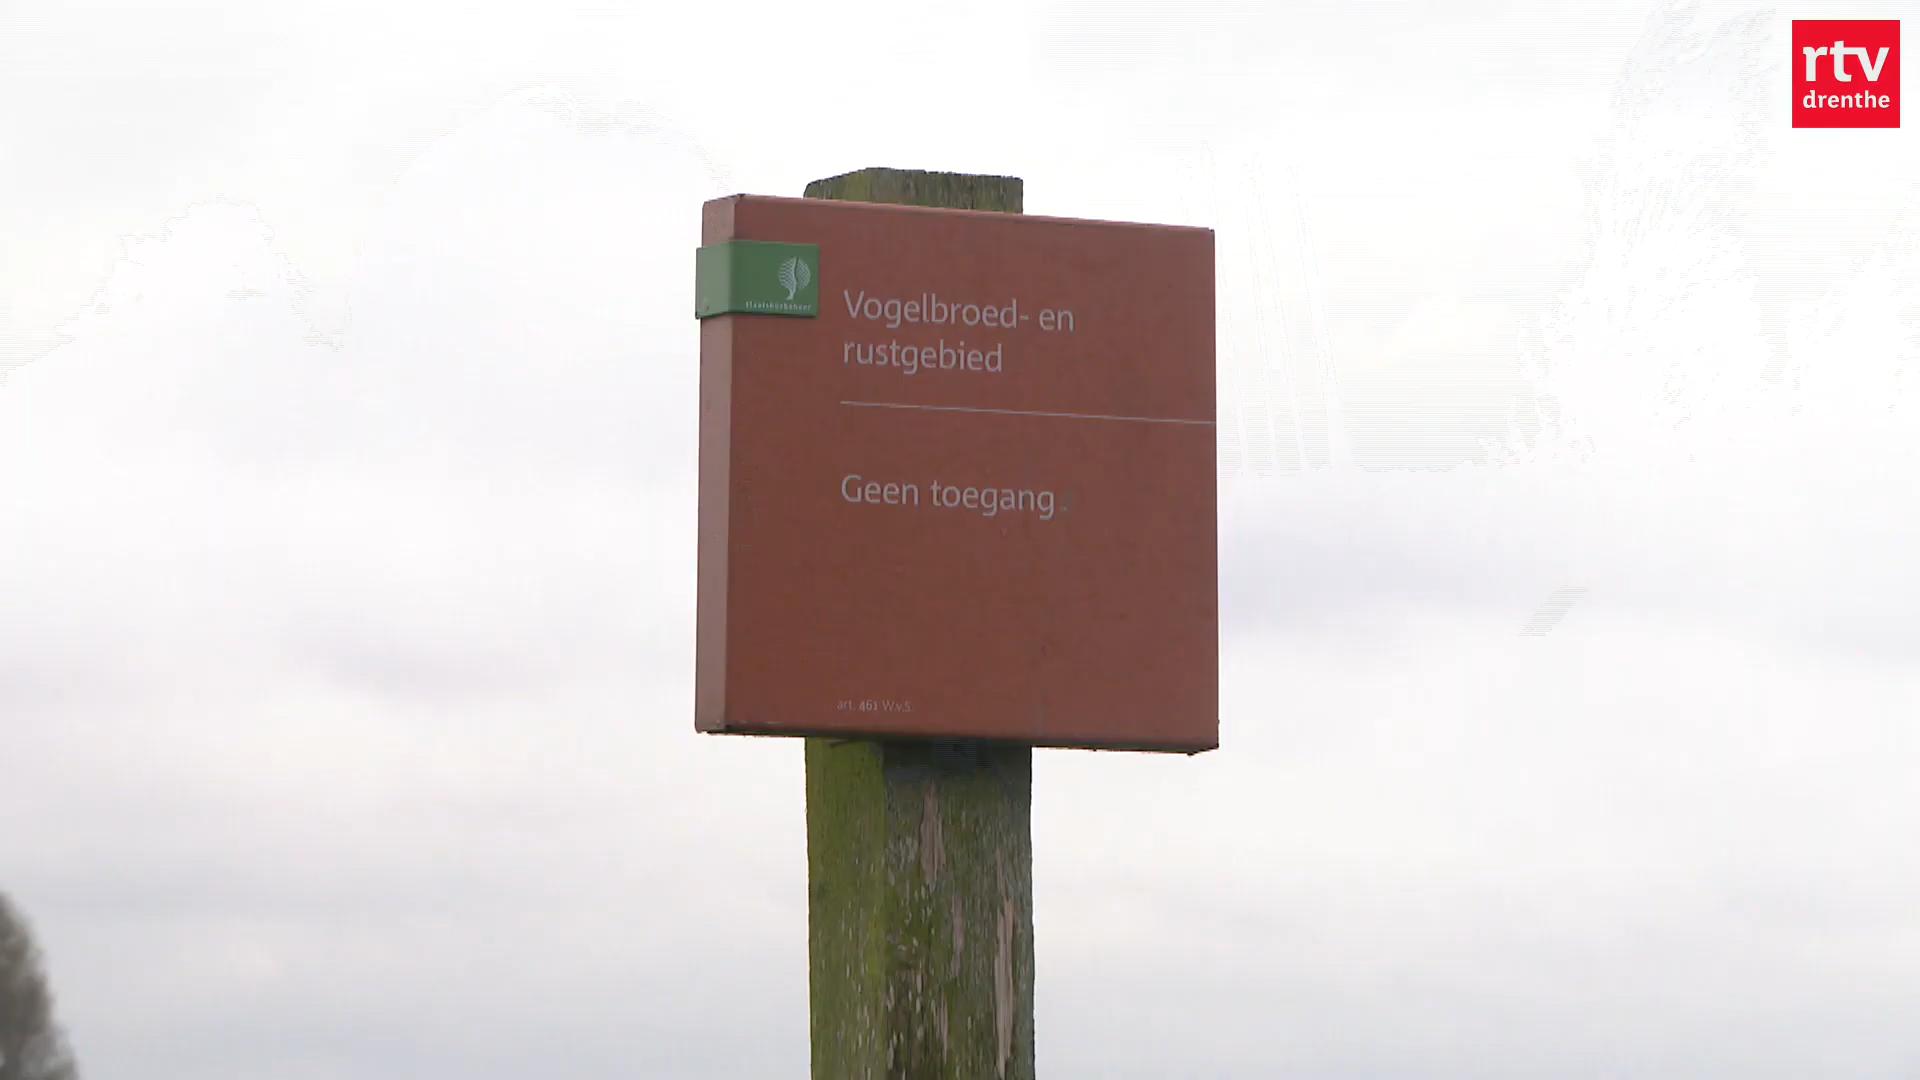 rtv
drenthe
staatsbosbeheer
Vogelbroed- en
rustgebied
Geen toegang.
art. 461 W.v.S.